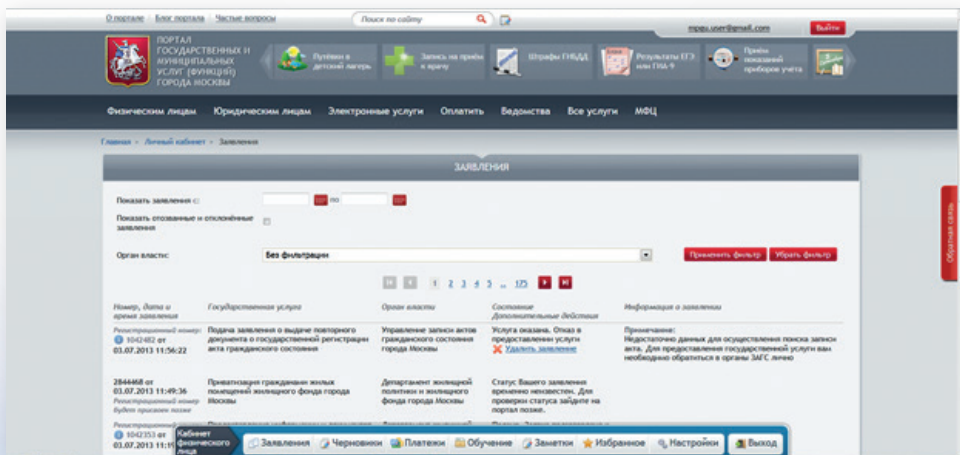 О портале Блог портала Частые вопросы Поиск по сайту mpgu.user@gmail.com Выйти
ПОРТАЛ
ГОСУДАРСТВЕННЫХ И
МУНИЦИПАЛЬНЫХ
УСЛУГ (ФУНКЦИЙ)
ГОРОДА МОСКВЫ
Путёвки в
детский лагерь
Запись на приём
к врачу
Штрафы ГИБДД
Результаты ЕГЭ
или ГИА-9
Приём
показаний
приборов учёта
Физическим лицам Юридическим лицам Электронные услуги Оплатить Ведомства Все услуги МФЦ
Главная Личный кабинет Заявления
ЗАЯВЛЕНИЯ
Обратная связь
Показать заявления с: по
Показать отозванные и отклонённые
заявления
Орган власти: Без фильтрации Применить фильтр Убрать фильтр
1 2 3 4 5 .. 175
Номер, дата и
время заявления
Государственная услуга
Орган власти
Состояние
Дополнительные действия
Информация о заявлении
Регистрационный номер:
1042482 от
03.07.2013 11:56:22
Подача заявления о выдаче повторного
документа о государственной регистрации
акта гражданского состояния
Управление записи актов
гражданского состояния
города Москвы
Услуга оказана. Отказ в
предоставлении услуги
Удалить заявление
Примечание:
Недостаточно данных для осуществления поиска записи
акта. Для предоставления государственной услуги вам
необходимо обратиться в органы ЗАГС лично
2844468 от
03.07.2013 11:49:36
Регистрационный номер
будет присвоен позже
Приватизация гражданами жилых
помещений жилищного фонда города
Москвы
Департамент жилищной
политики и жилищного
фонда города Москвы
Статус Вашего заявления
временно неизвестен. Для
проверки статуса зайдите на
портал позже.
Регистрационный
1042353 от
03.07.2013
Кабинет
физического
лица
Заявления Черновики Платежи Обучение Заметки Избранное Настройки Выход